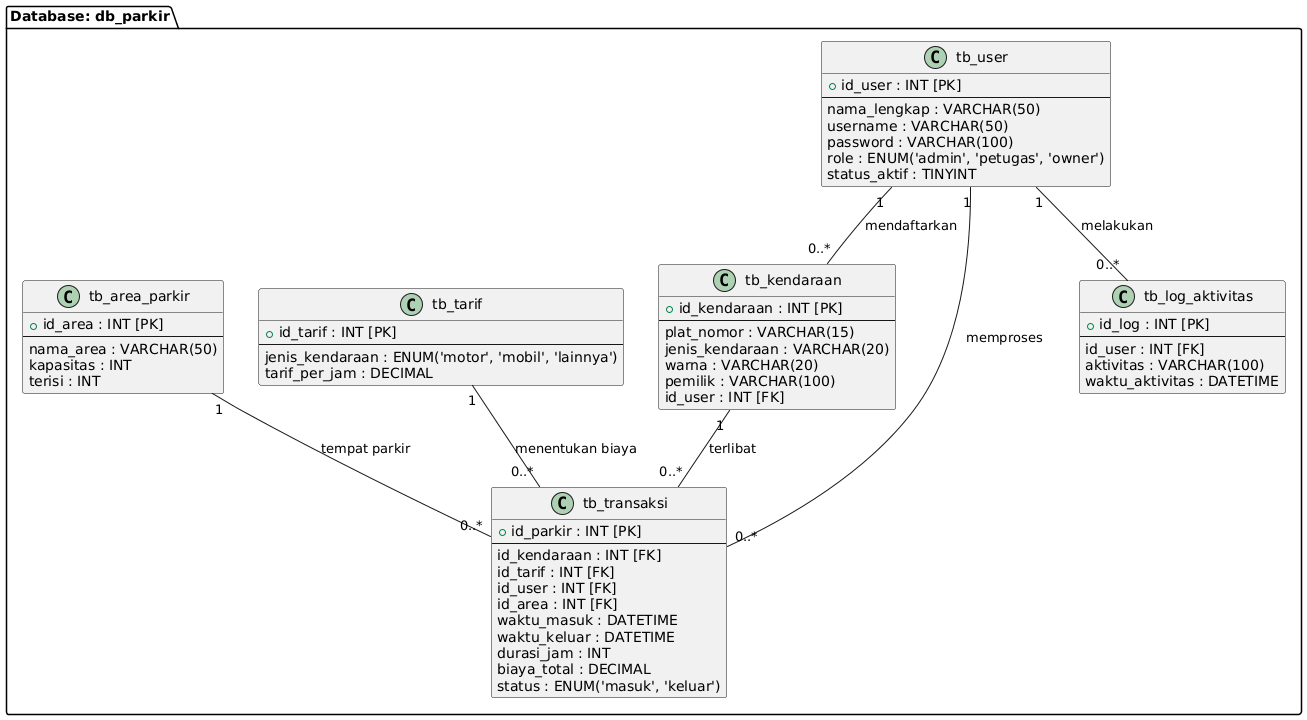 Database: db_parkir
C tb_user
id_user : INT [PK]
nama_lengkap : VARCHAR(50)
username : VARCHAR(50)
password : VARCHAR(100)
role : ENUM('admin', 'petugas', 'owner')
status_aktif : TINYINT
1
1
1
mendaftarkan
melakukan
0..*
0..*
C tb_area_parkir
id_area : INT [PK]
nama_area : VARCHAR(50)
kapasitas : INT
terisi : INT
C tb_tarif
id_tarif : INT [PK]
jenis_kendaraan : ENUM('motor', 'mobil', 'lainnya')
tarif_per_jam : DECIMAL
C tb_kendaraan
id_kendaraan : INT [PK]
plat_nomor : VARCHAR(15)
jenis_kendaraan : VARCHAR(20)
warna : VARCHAR(20)
pemilik : VARCHAR(100)
id_user : INT [FK]
memproses
C tb_log_aktivitas
id_log : INT [PK]
id_user : INT [FK]
aktivitas : VARCHAR(100)
waktu_aktivitas : DATETIME
1
1
1
tempat parkir
menentukan biaya
terlibat
0..*
0..*
0..*
0..*
C tb_transaksi
id_parkir : INT [PK]
id_kendaraan : INT [FK]
id_tarif : INT [FK]
id_user : INT [FK]
id_area : INT [FK]
waktu_masuk : DATETIME
waktu_keluar : DATETIME
durasi_jam : INT
biaya_total : DECIMAL
status : ENUM('masuk', 'keluar')